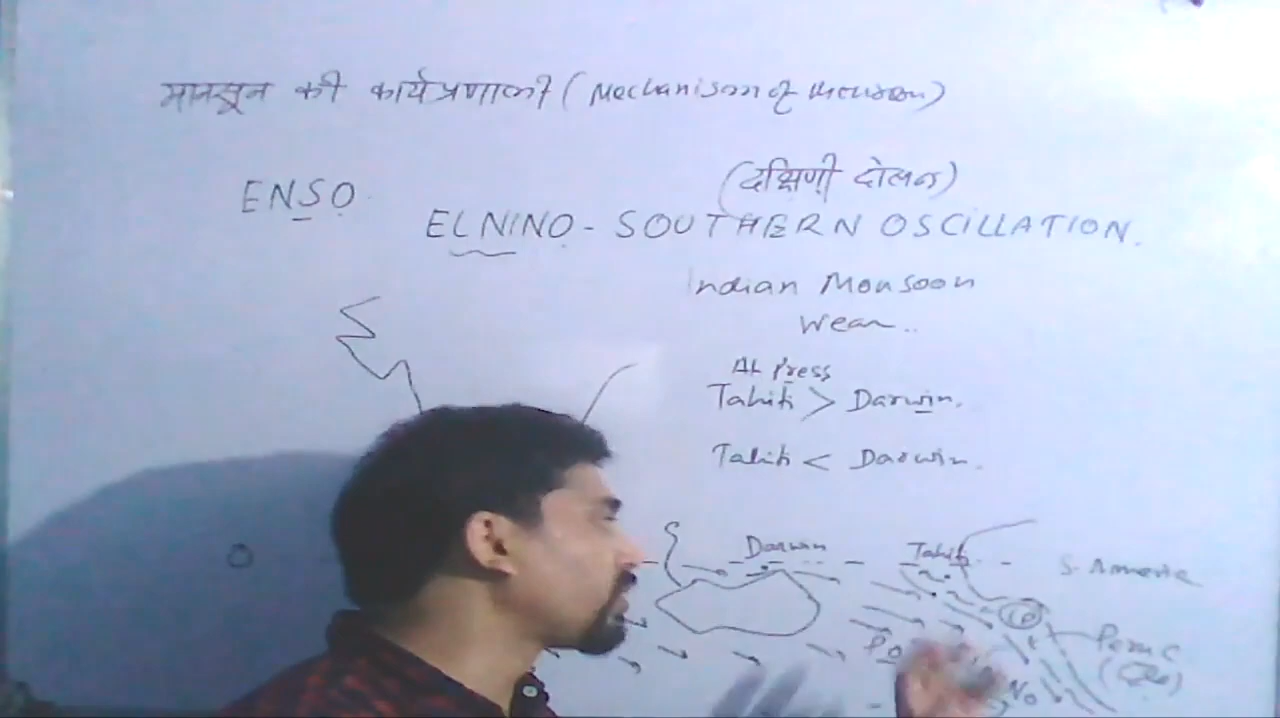 मानसून की कार्यप्रणाली (Mechanism of Monsoon)
(दक्षिणी दोलन)
ENSO
ELNINO - SOUTHERN OSCILLATION.
Indian Monsoon
Weak..
At Press
Tahiti > Darwin.
Tahiti < Darwin.
Darwin
Tahiti
S. America
Peru C